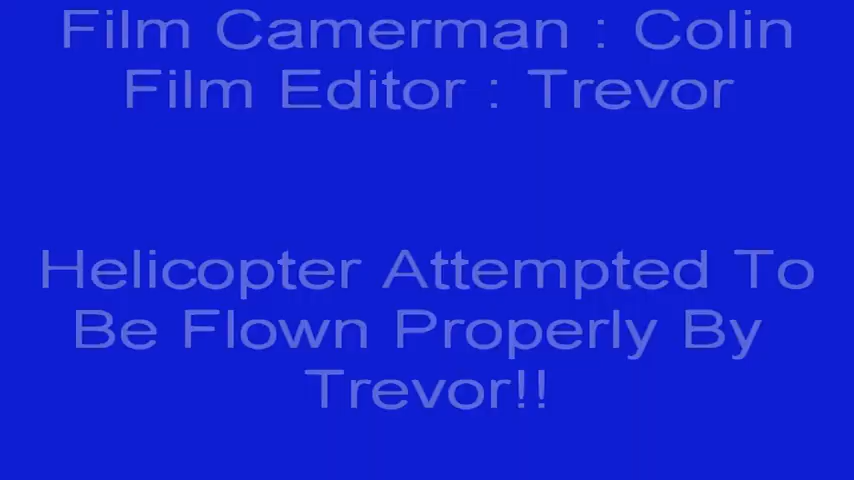 Film Camerman : Colin
Film Editor : Trevor
Helicopter Attempted To
Be Flown Properly By
Trevor!!